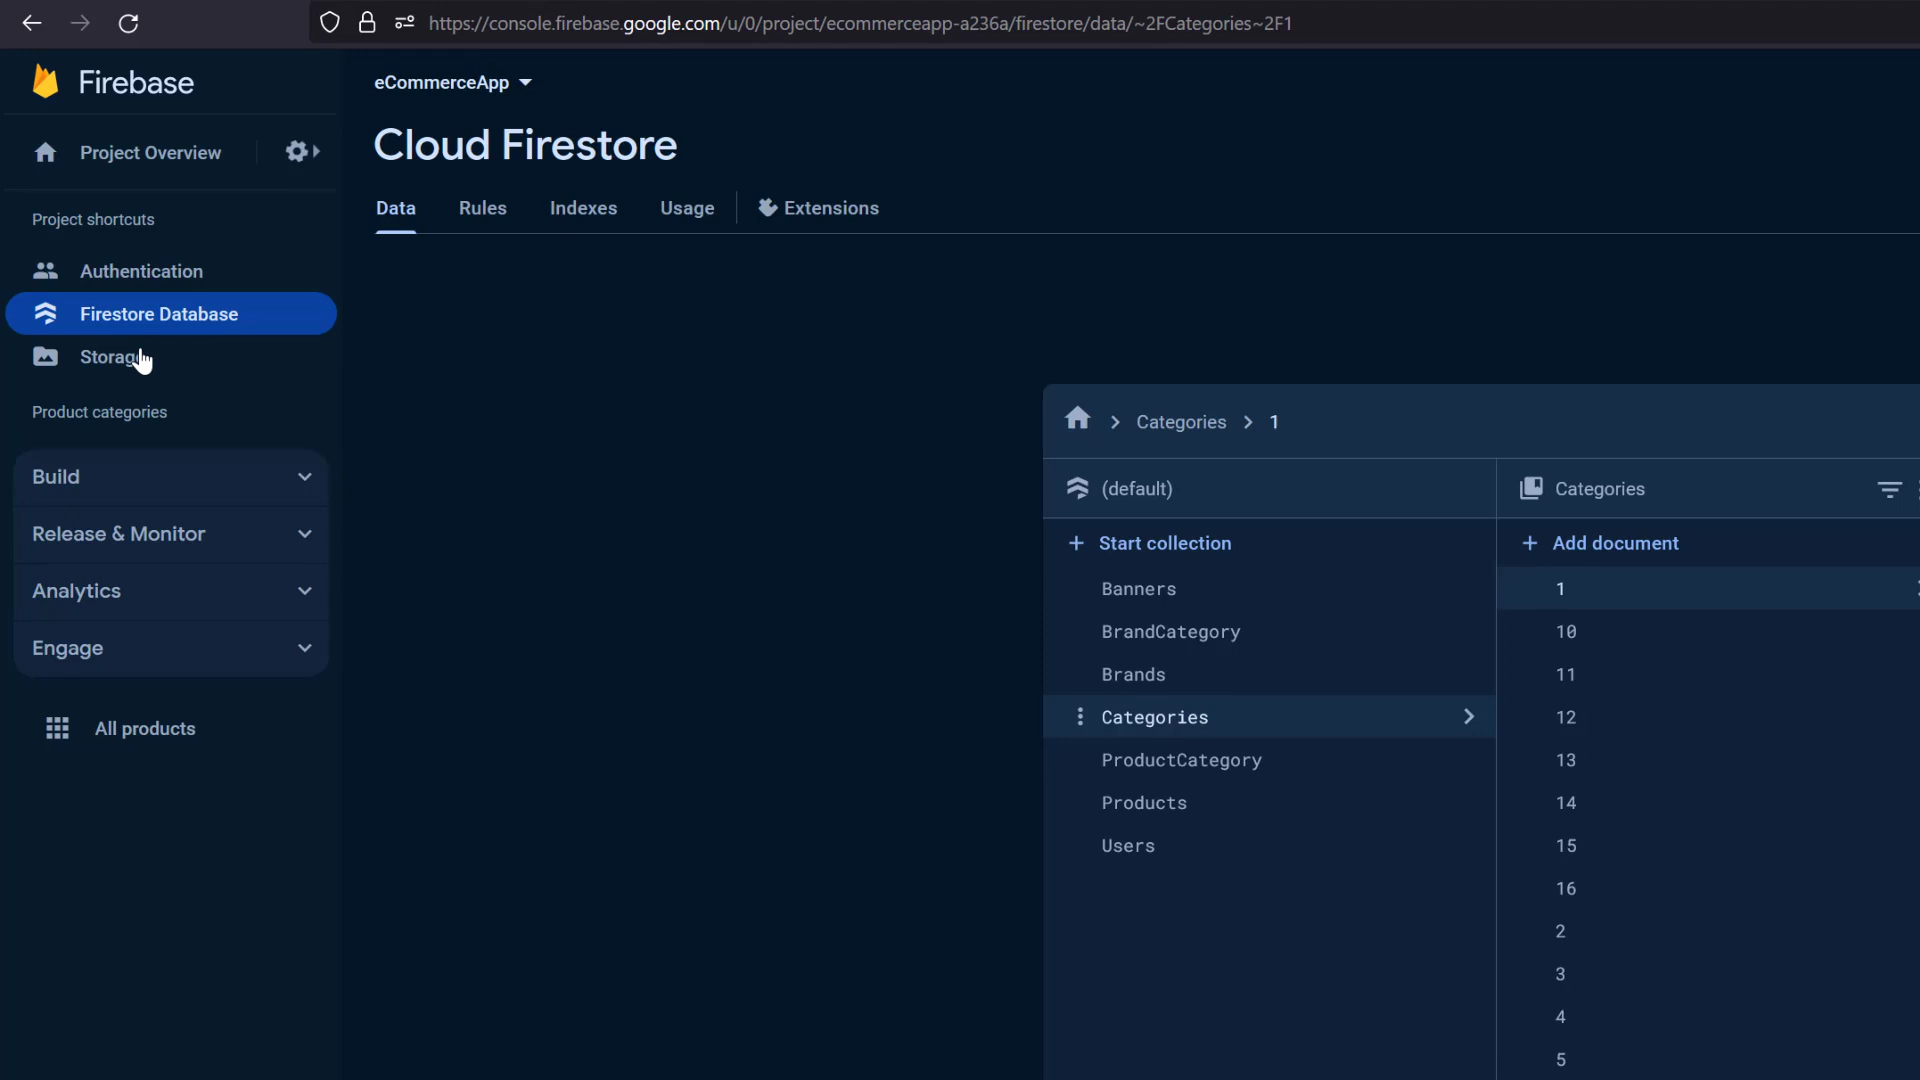 https://console.firebase.google.com/u/0/project/ecommerceapp-a236a/firestore/data/~2FCategories~2F1
Firebase
eCommerceApp
Project Overview
Cloud Firestore
Data Rules Indexes Usage Extensions
Project shortcuts
Authentication
Firestore Database
Storage
Product categories
Build
Release & Monitor
Analytics
Engage
All products
Categories 1
(default)
Start collection
Banners
BrandCategory
Brands
Categories
ProductCategory
Products
Users
Categories
Add document
1
10
11
12
13
14
15
16
2
3
4
5